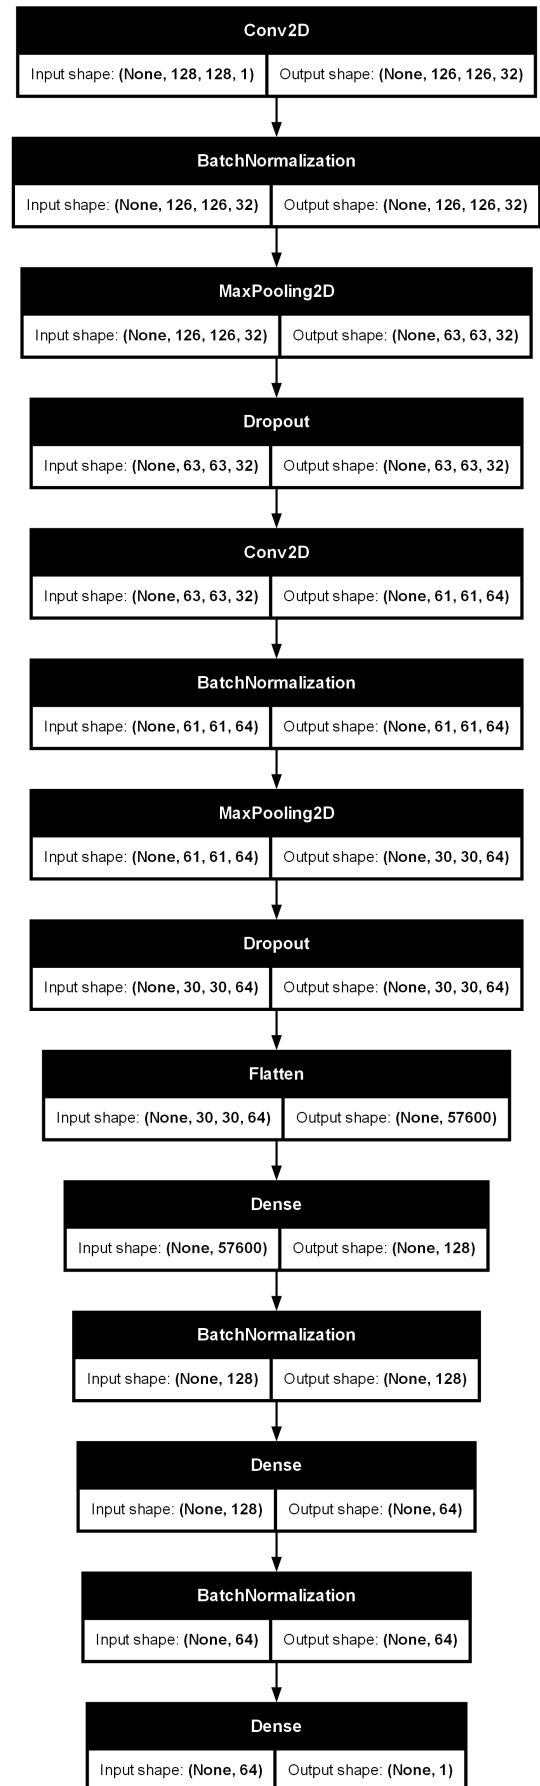 Conv2D
Input shape: (None, 128, 128, 1) Output shape: (None, 126, 126, 32)
BatchNormalization
Input shape: (None, 126, 126, 32) Output shape: (None, 126, 126, 32)
MaxPooling2D
Input shape: (None, 126, 126, 32) Output shape: (None, 63, 63, 32)
Dropout
Input shape: (None, 63, 63, 32) Output shape: (None, 63, 63, 32)
Conv2D
Input shape: (None, 63, 63, 32) Output shape: (None, 61, 61, 64)
BatchNormalization
Input shape: (None, 61, 61, 64) Output shape: (None, 61, 61, 64)
MaxPooling2D
Input shape: (None, 61, 61, 64) Output shape: (None, 30, 30, 64)
Dropout
Input shape: (None, 30, 30, 64) Output shape: (None, 30, 30, 64)
Flatten
Input shape: (None, 30, 30, 64) Output shape: (None, 57600)
Dense
Input shape: (None, 57600) Output shape: (None, 128)
BatchNormalization
Input shape: (None, 128) Output shape: (None, 128)
Dense
Input shape: (None, 128) Output shape: (None, 64)
BatchNormalization
Input shape: (None, 64) Output shape: (None, 64)
Dense
Input shape: (None, 64) Output shape: (None, 1)